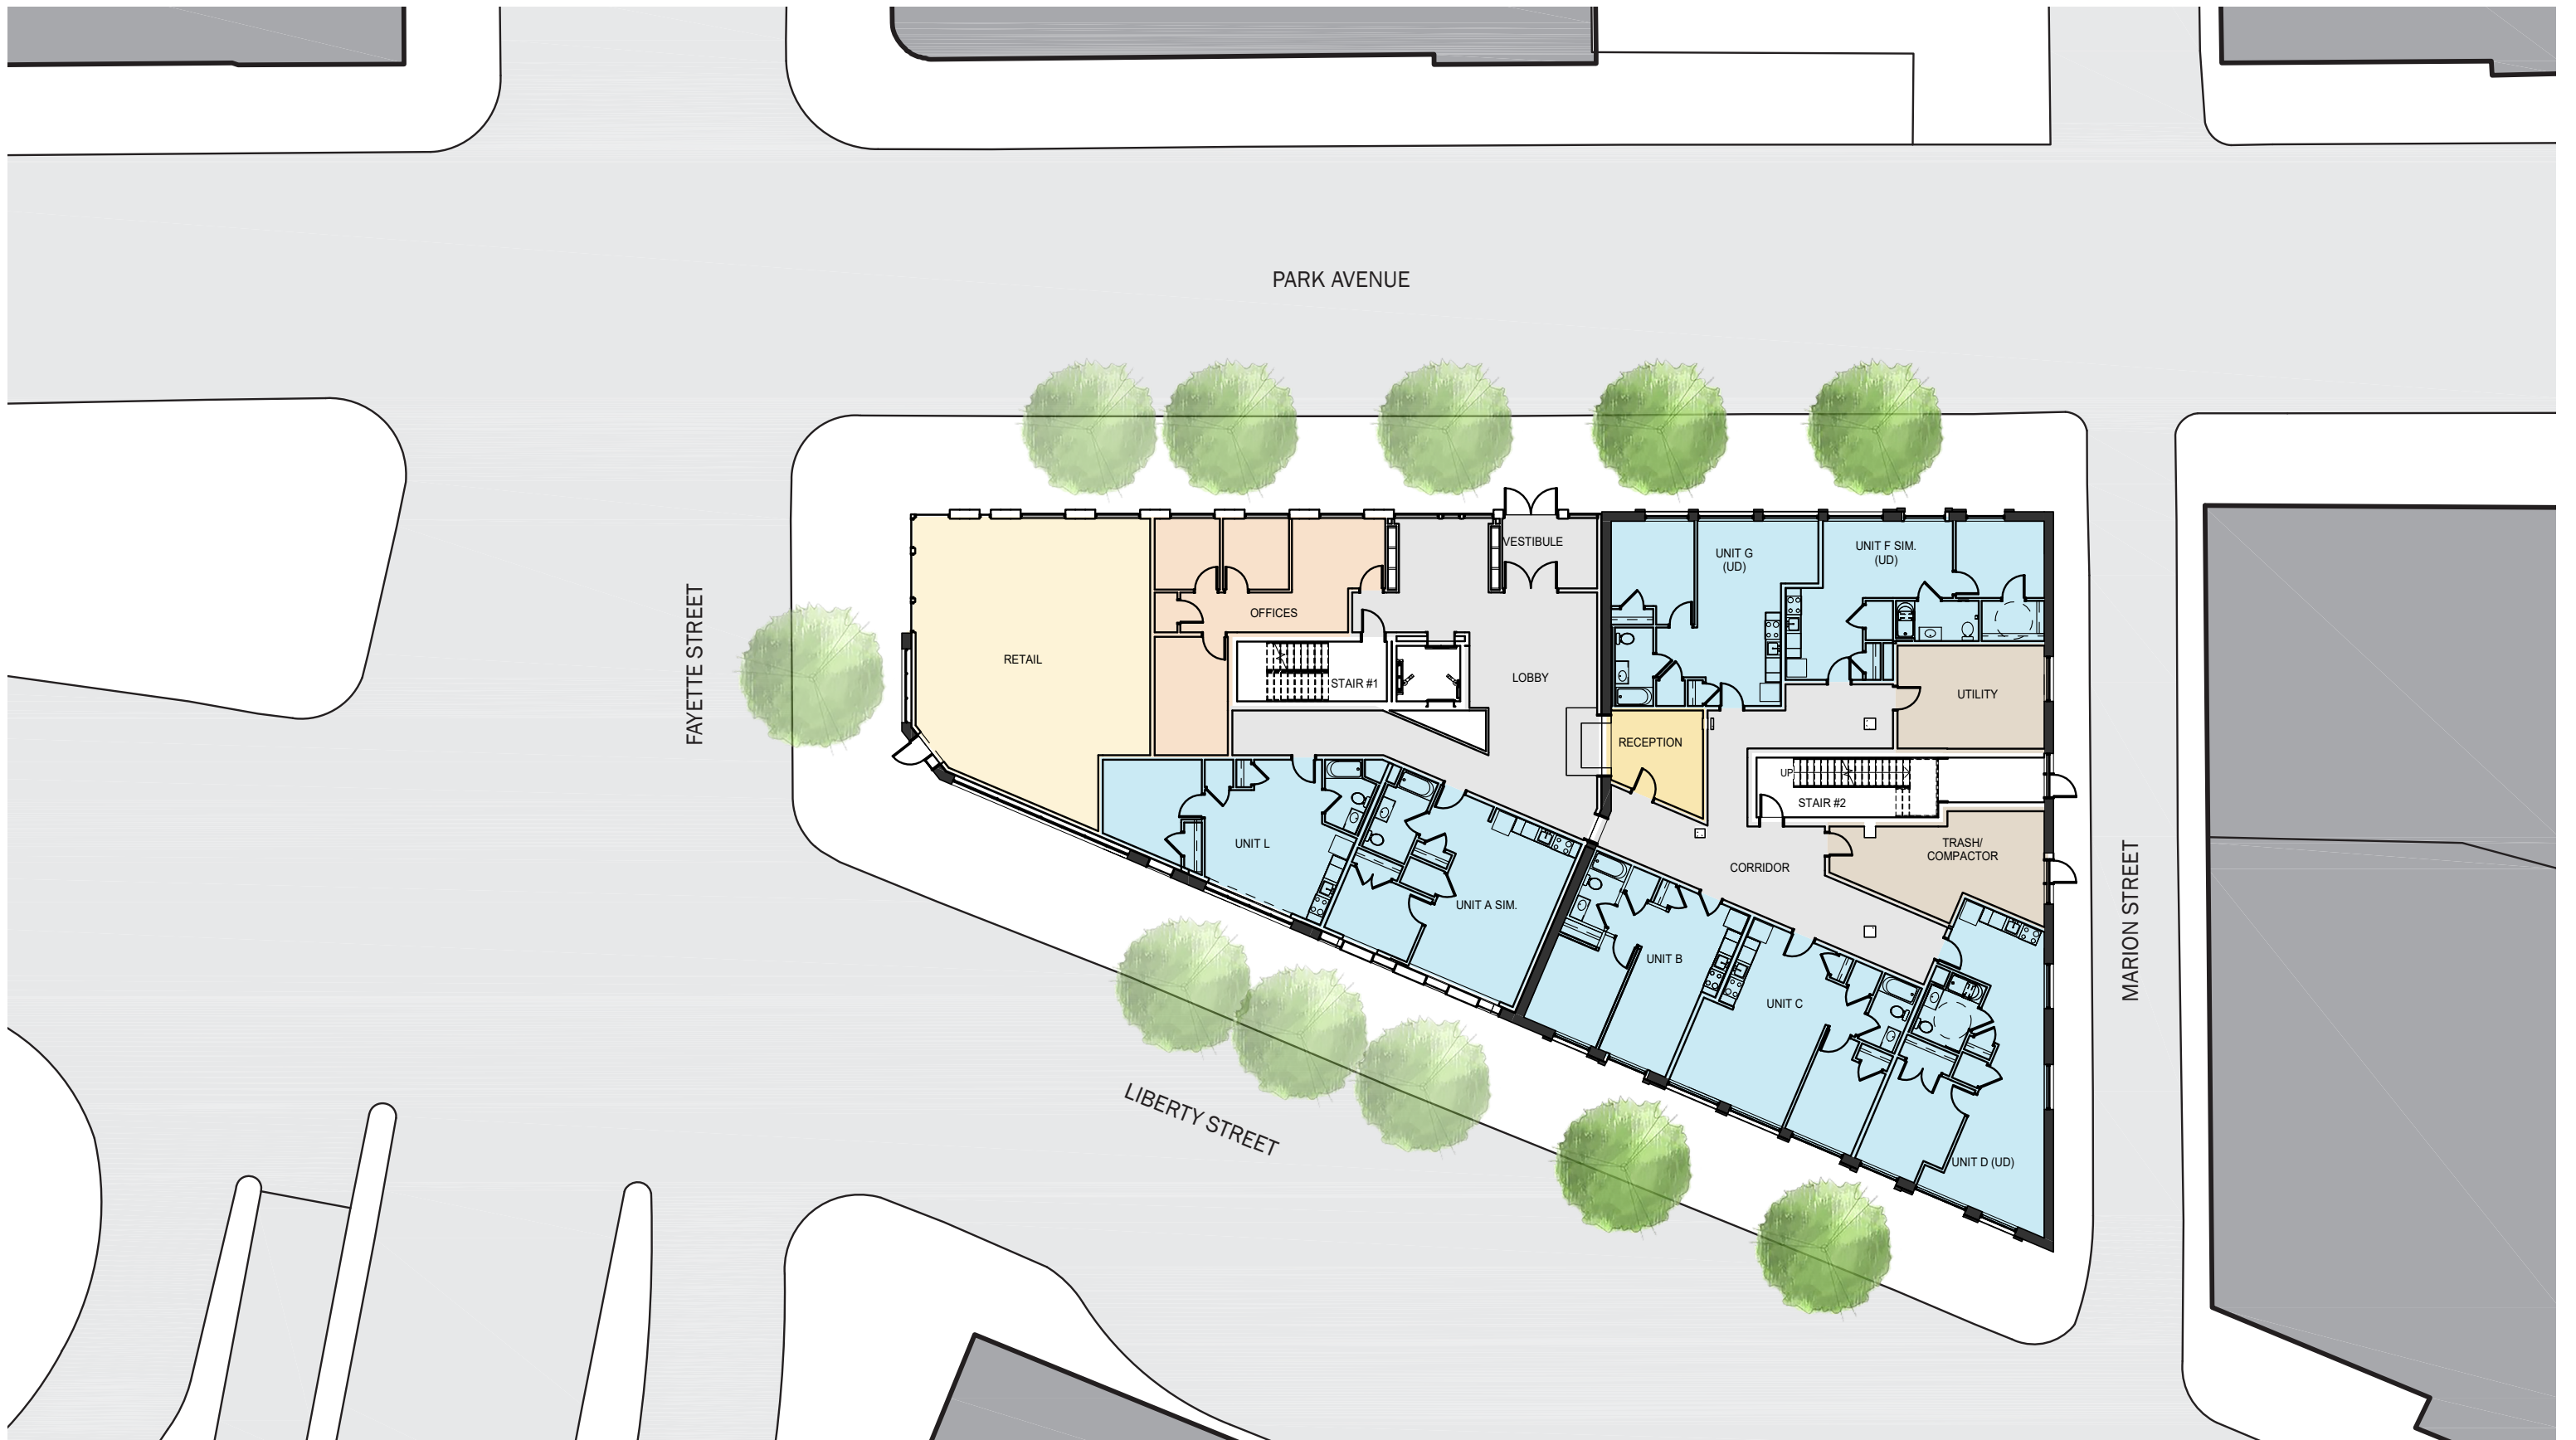 PARK AVENUE
VESTIBULE
UNIT G
(UD)
UNIT F SIM.
(UD)
OFFICES
FAYETTE STREET
RETAIL
STAIR #1
LOBBY
UTILITY
RECEPTION
UP
STAIR #2
UNIT L
TRASH/
COMPACTOR
CORRIDOR
MARION STREET
UNIT A SIM.
UNIT B
UNIT C
LIBERTY STREET
UNIT D (UD)